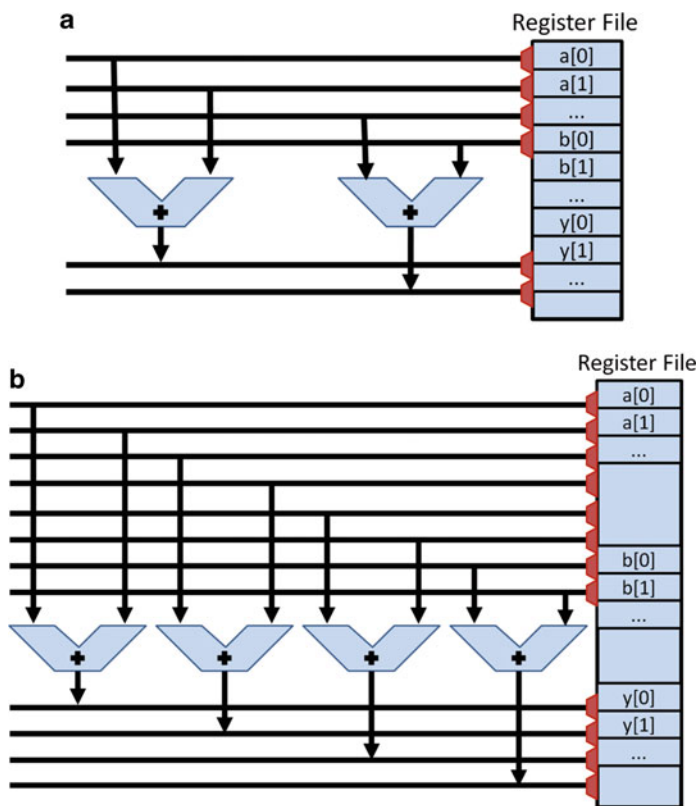 a
Register File
a[0]
a[1]
...
b[0]
b[1]
...
y[0]
y[1]
...
+
+
b
Register File
a[0]
a[1]
...
b[0]
b[1]
...
y[0]
y[1]
...
+
+
+
+